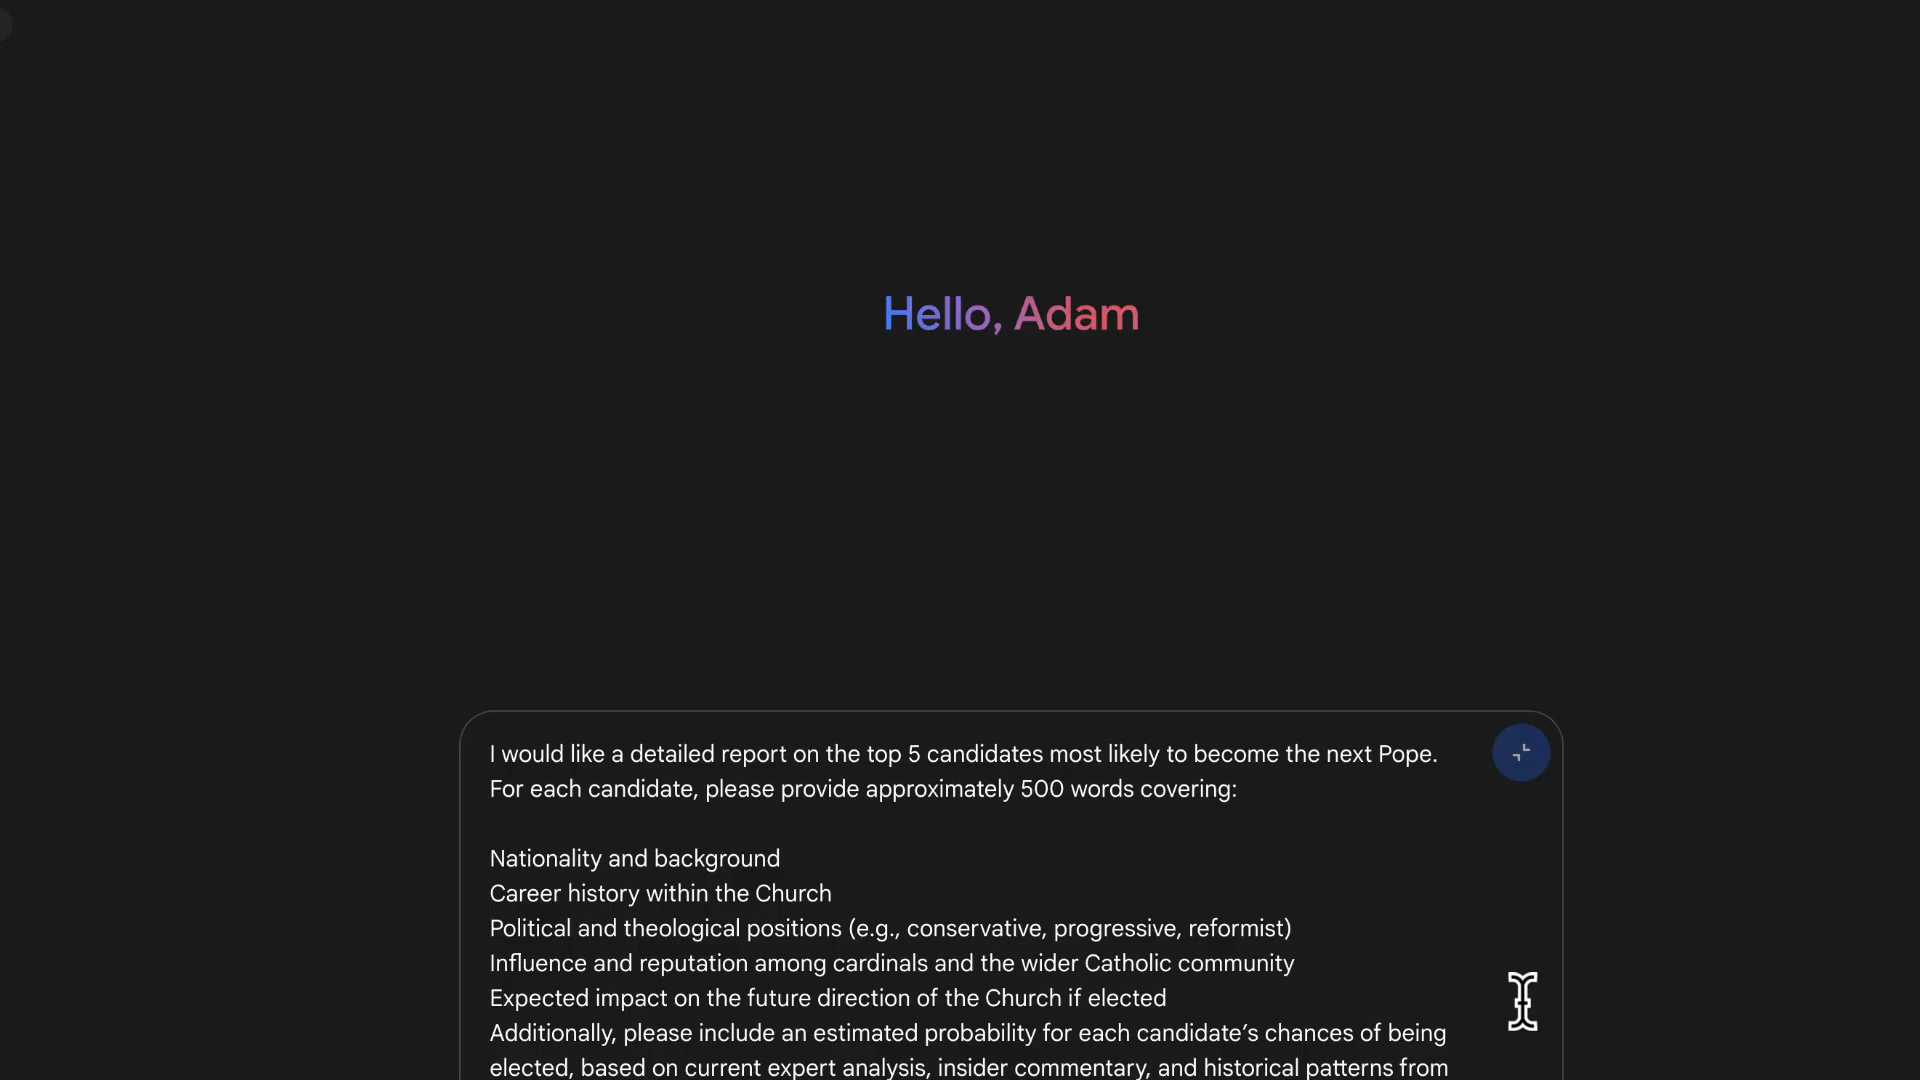 Hello, Adam
I would like a detailed report on the top 5 candidates most likely to become the next Pope.
For each candidate, please provide approximately 500 words covering:
Nationality and background
Career history within the Church
Political and theological positions (e.g., conservative, progressive, reformist)
Influence and reputation among cardinals and the wider Catholic community
Expected impact on the future direction of the Church if elected
Additionally, please include an estimated probability for each candidate’s chances of being
elected, based on current expert analysis, insider commentary, and historical patterns from